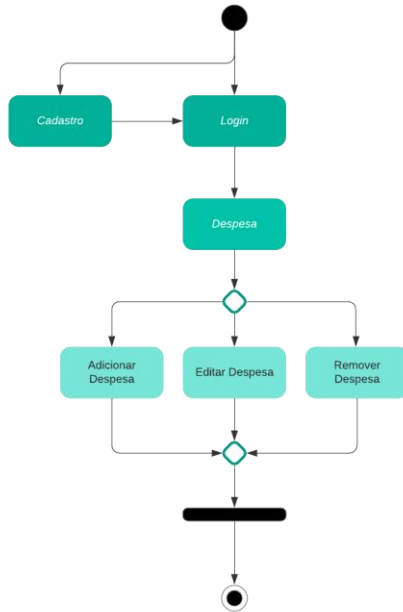 Cadastro
Login
Despesa
Adicionar
Despesa
Editar Despesa
Remover
Despesa